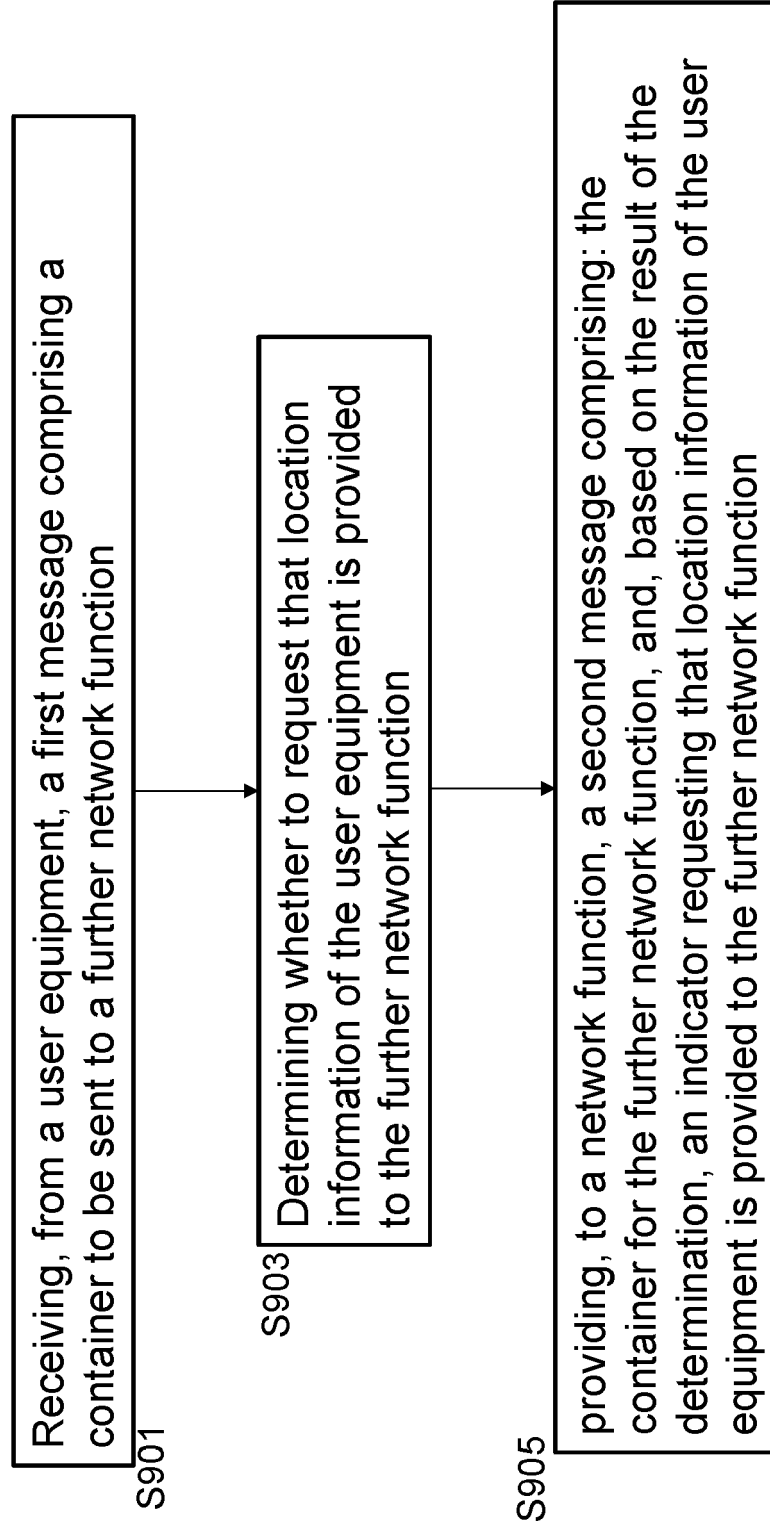 Receiving, from a user equipment, a first message comprising a
container to be sent to a further network function
S901
Determining whether to request that location
information of the user equipment is provided
to the further network function
S903
providing, to a network function, a second message comprising: the
container for the further network function, and, based on the result of the
determination, an indicator requesting that location information of the user
equipment is provided to the further network function
S905